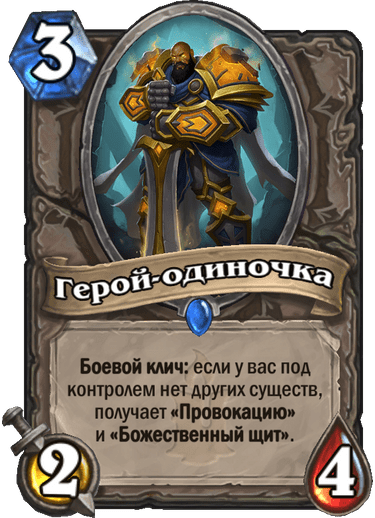 3
Герой-одиночка
Боевой клич: если у вас под
контролем нет других существ,
получает «Провокацию»
и «Божественный щит».
2
4